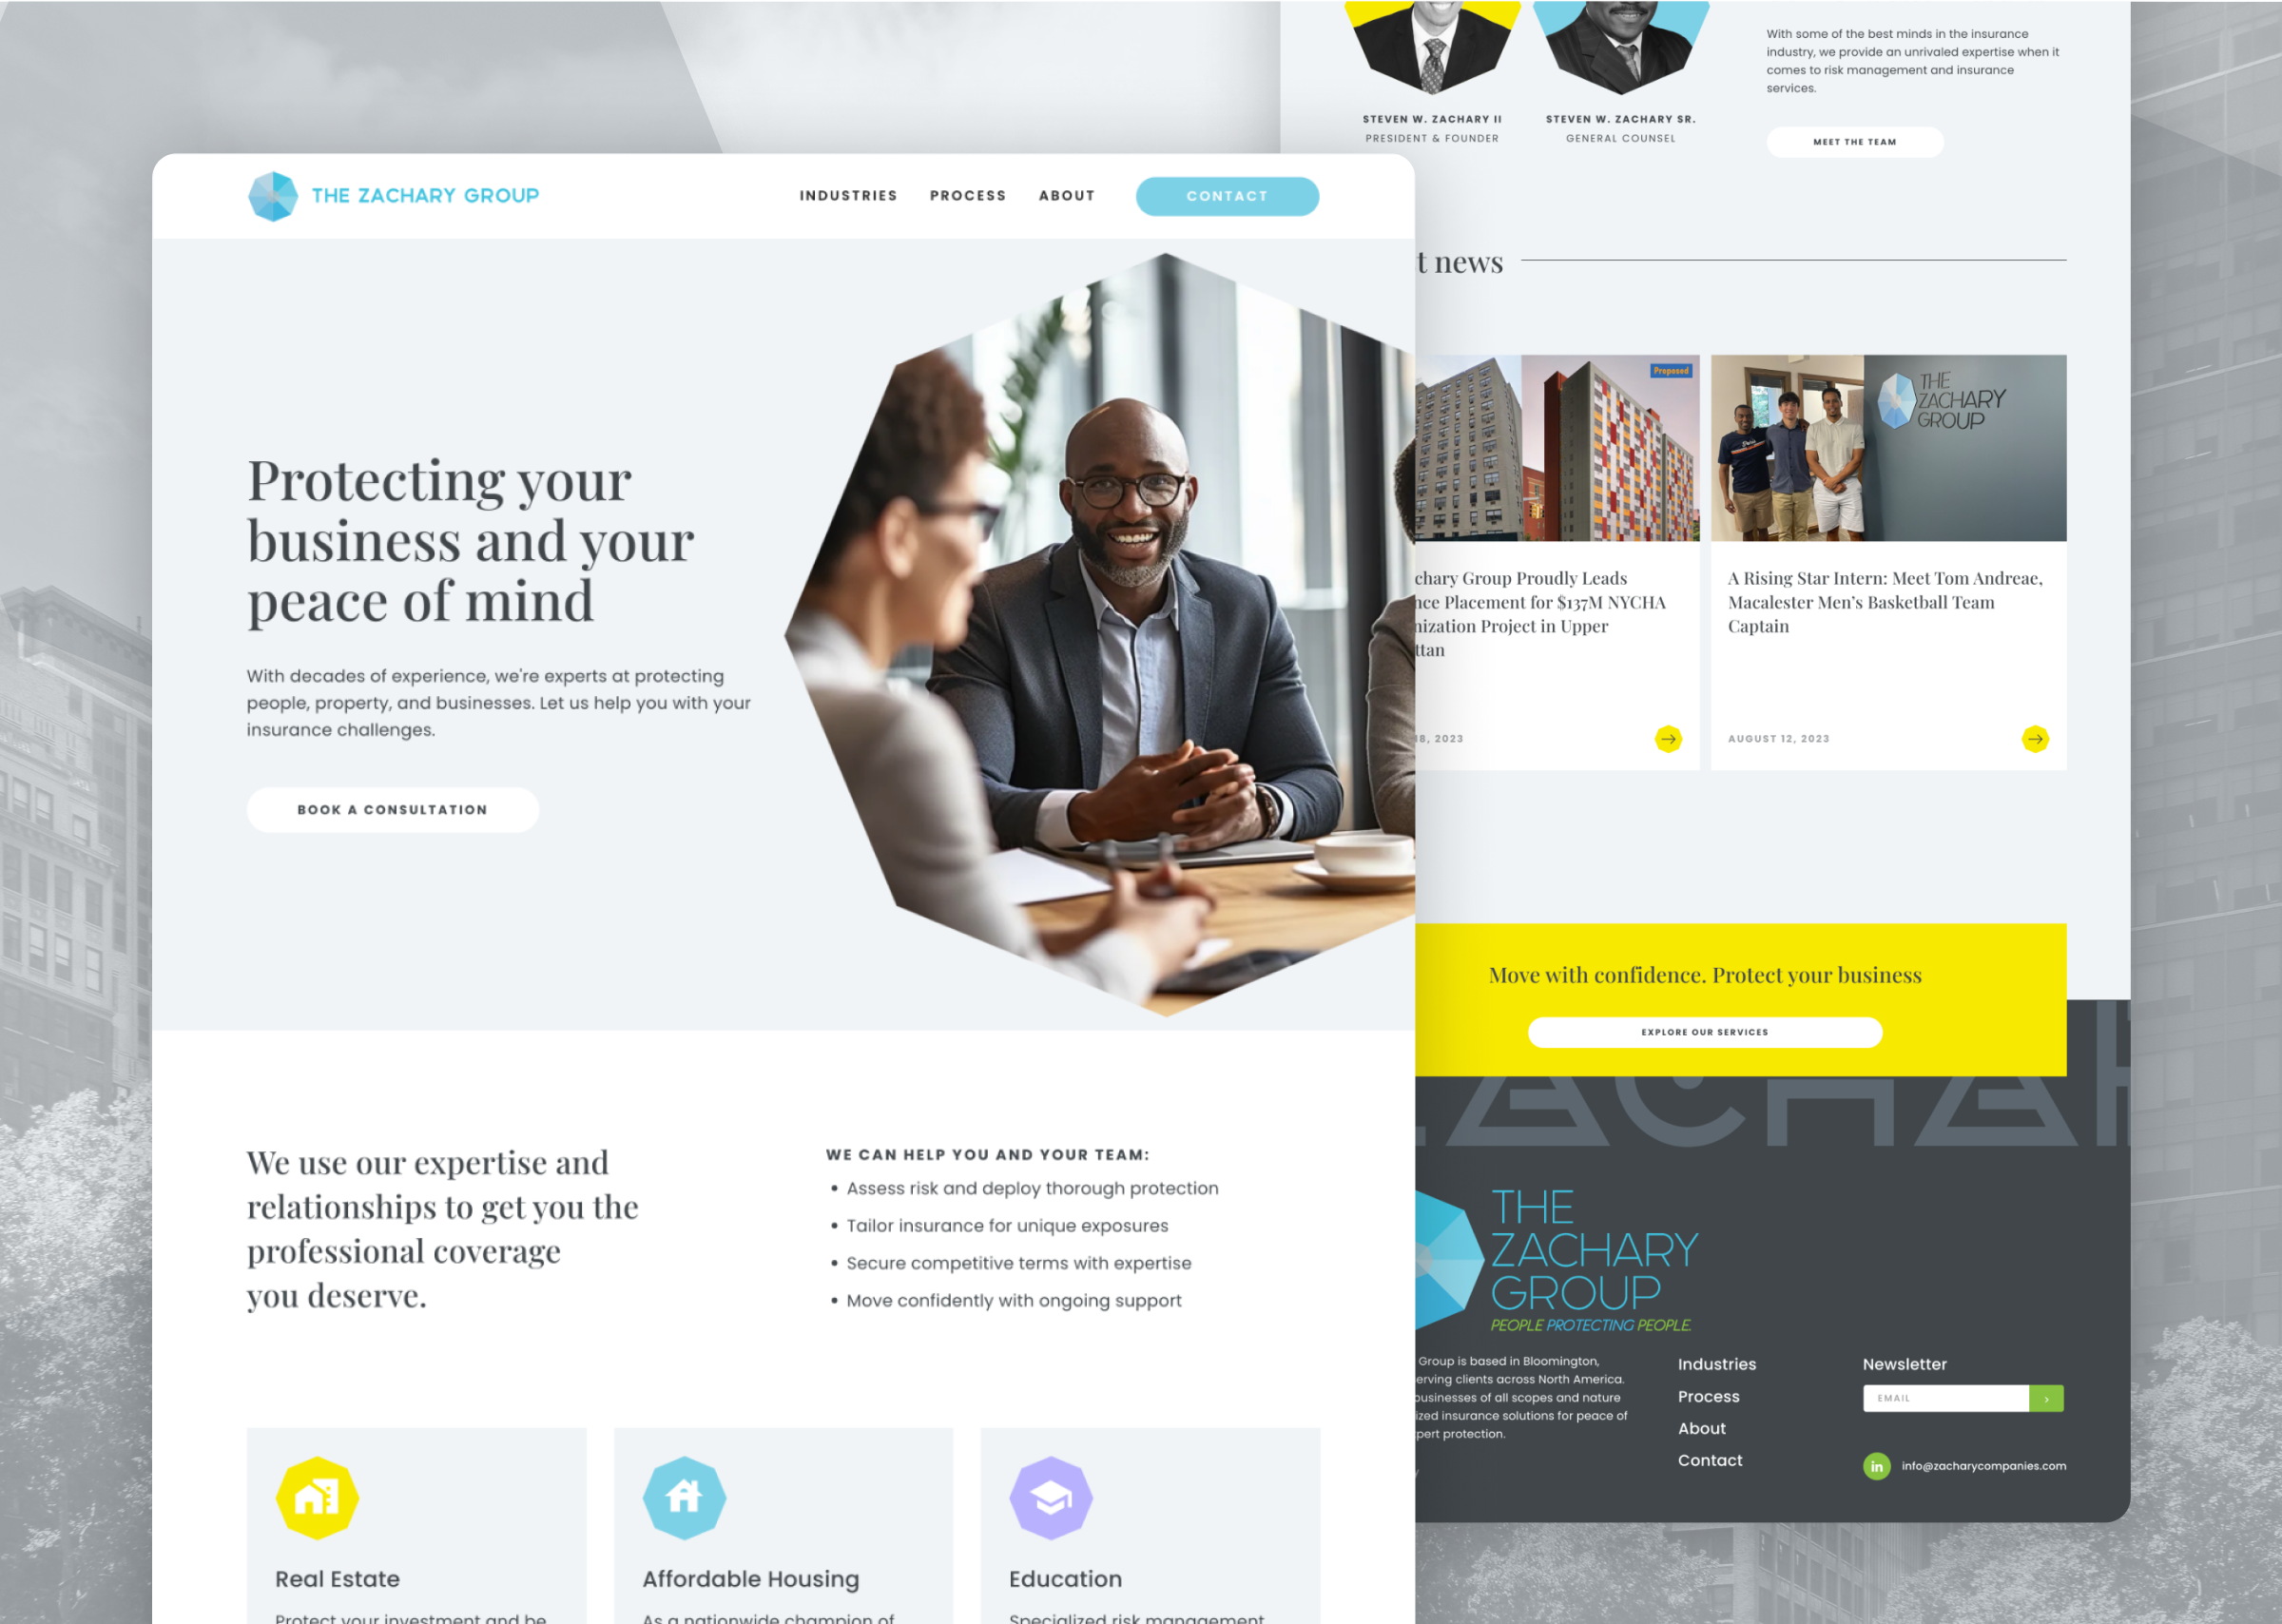 THE ZACHARY GROUP
INDUSTRIES
PROCESS
ABOUT
CONTACT
Protecting your
business and your
peace of mind
With decades of experience, we're experts at protecting
people, property, and businesses. Let us help you with your
insurance challenges.
BOOK A CONSULTATION
We use our expertise and
relationships to get you the
professional coverage
you deserve.
WE CAN HELP YOU AND YOUR TEAM:
• Assess risk and deploy thorough protection
• Tailor insurance for unique exposures
• Secure competitive terms with expertise
• Move confidently with ongoing support
Real Estate
Protect your investment and be
Affordable Housing
As a nationwide champion of
Education
Specialized risk management
STEVEN W. ZACHARY II
PRESIDENT & FOUNDER
STEVEN W. ZACHARY SR.
GENERAL COUNSEL
With some of the best minds in the insurance
industry, we provide an unrivaled expertise when it
comes to risk management and insurance
services.
MEET THE TEAM
t news
Proposed
chary Group Proudly Leads
nce Placement for $137M NYCHA
nization Project in Upper
ttan
18, 2023
THE
ZACHARY
GROUP
A Rising Star Intern: Meet Tom Andreae,
Macalester Men's Basketball Team
Captain
AUGUST 12, 2023
Move with confidence. Protect your business
EXPLORE OUR SERVICES
ZACHA
THE
ZACHARY
GROUP
PEOPLE PROTECTING PEOPLE.
Group is based in Bloomington,
erving clients across North America.
businesses of all scopes and nature
ized insurance solutions for peace of
pert protection.
Industries
Process
About
Contact
Newsletter
EMAIL
in
info@zacharycompanies.com